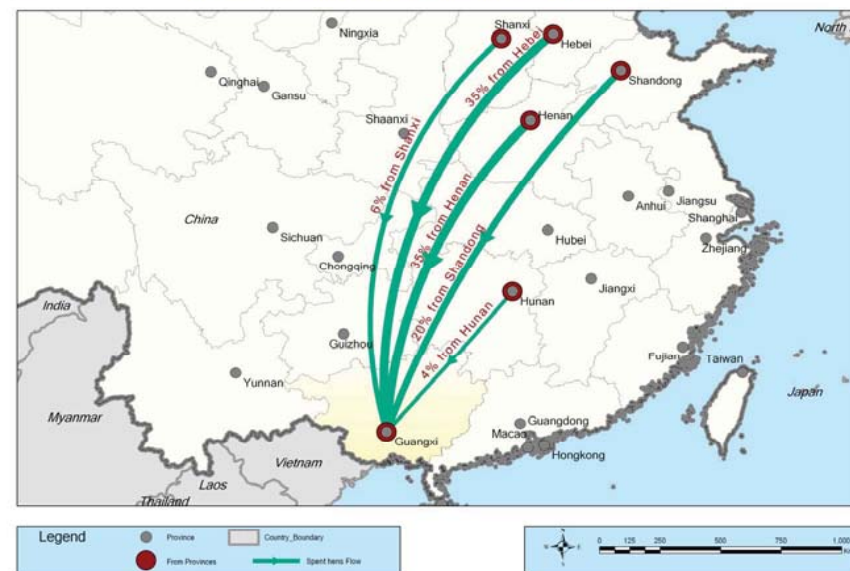 Ningxia
Shanxi
Hebei
North
Qinghai
Gansu
Shandong
Henan
Shaanxi
35% from Hebei
6% from Shanxi
35% from Henan
20% from Shandong
4% from Hunan
China
Sichuan
Chongqing
Hubei
Anhui
Jiangsu
Shanghai
Zhejiang
Hunan
Jiangxi
India
Guizhou
Fujian
Taiwan
Yunnan
Japan
Myanmar
Guangxi
Guangdong
Macao
Hongkong
Vietnam
Laos
Thailand
Legend
Province
Country_Boundary
From Provinces
Spent hens Flow
N
W
E
S
0 125 250 500 750 1,000